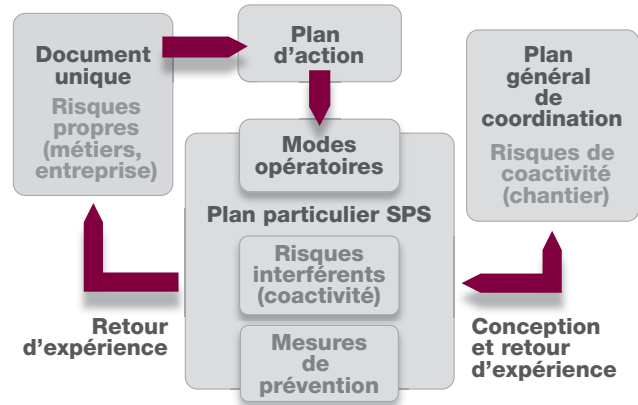 Document
unique
Risques
propres
(métiers,
entreprise)
Plan
d’action
Plan
général
de
coordination
Risques de
coactivité
(chantier)
Modes
opératoires
Plan particulier SPS
Risques
interférents
(coactivité)
Mesures
de
prévention
Retour
d’expérience
Conception
et retour
d’expérience